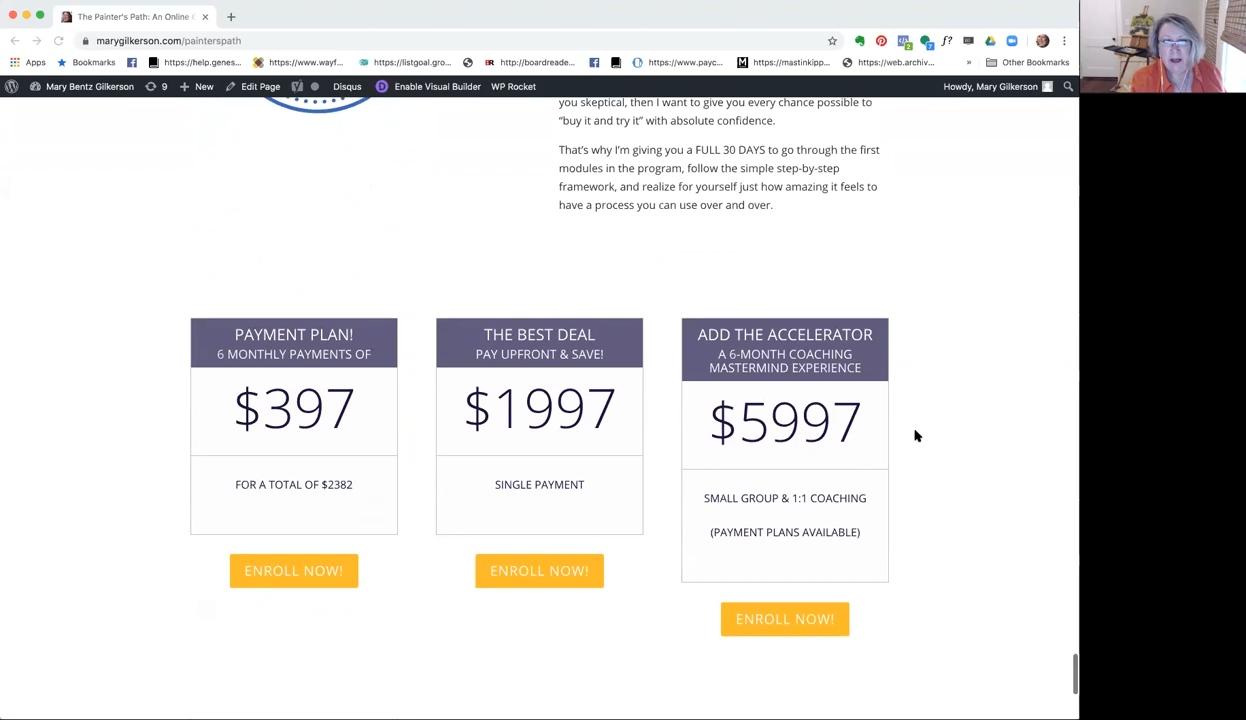 The Painter's Path: An Online
marygilkerson.com/painterspath
Apps
Bookmarks
https://help.genes...
https://www.wayf...
https://listgoal.gro...
http://boardreade...
https://www.payc...
https://mastinkipp...
https://web.archiv...
»
Other Bookmarks
Mary Bentz Gilkerson
9
New
Edit Page
Disqus
Enable Visual Builder
WP Rocket
Howdy, Mary Gilkerson
you skeptical, then I want to give you every chance possible to
“buy it and try it” with absolute confidence.
That’s why I’m giving you a FULL 30 DAYS to go through the first
modules in the program, follow the simple step-by-step
framework, and realize for yourself just how amazing it feels to
have a process you can use over and over.
PAYMENT PLAN!
6 MONTHLY PAYMENTS OF
$397
FOR A TOTAL OF $2382
ENROLL NOW!
THE BEST DEAL
PAY UPFRONT & SAVE!
$1997
SINGLE PAYMENT
ENROLL NOW!
ADD THE ACCELERATOR
A 6-MONTH COACHING
MASTERMIND EXPERIENCE
$5997
SMALL GROUP & 1:1 COACHING
(PAYMENT PLANS AVAILABLE)
ENROLL NOW!